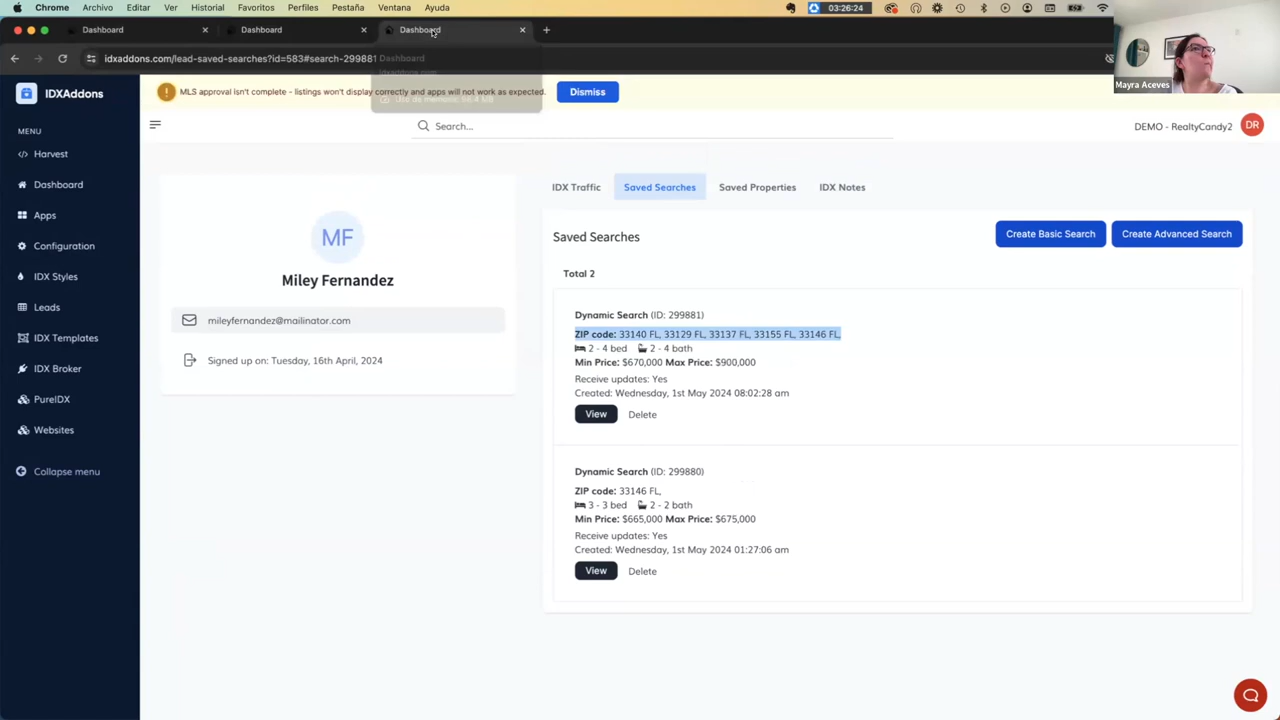 Chrome Archivo Editar Ver Historial Favoritos Perfiles Pestaña Ventana Ayuda 03:26:24
Dashboard Dashboard Dashboard
idxaddons.com/lead-saved-searches?id=583#search-299881
Dashboard
Mayra Aceves
IDXAddons
MLS approval isn't complete - listings won't display correctly and apps will not work as expected. Dismiss
Search...
DEMO - RealtyCandy2 DR
MENU
Harvest
Dashboard
Apps
Configuration
IDX Styles
Leads
IDX Templates
IDX Broker
PureIDX
Websites
Collapse menu
MF
Miley Fernandez
mileyfernandez@mailinator.com
Signed up on: Tuesday, 16th April, 2024
IDX Traffic Saved Searches Saved Properties IDX Notes
Saved Searches Create Basic Search Create Advanced Search
Total 2
Dynamic Search (ID: 299881)
ZIP code: 33140 FL, 33129 FL, 33137 FL, 33155 FL, 33146 FL,
2 - 4 bed 2 - 4 bath
Min Price: $670,000 Max Price: $900,000
Receive updates: Yes
Created: Wednesday, 1st May 2024 08:02:28 am
View Delete
Dynamic Search (ID: 299880)
ZIP code: 33146 FL,
3 - 3 bed 2 - 2 bath
Min Price: $665,000 Max Price: $675,000
Receive updates: Yes
Created: Wednesday, 1st May 2024 01:27:06 am
View Delete